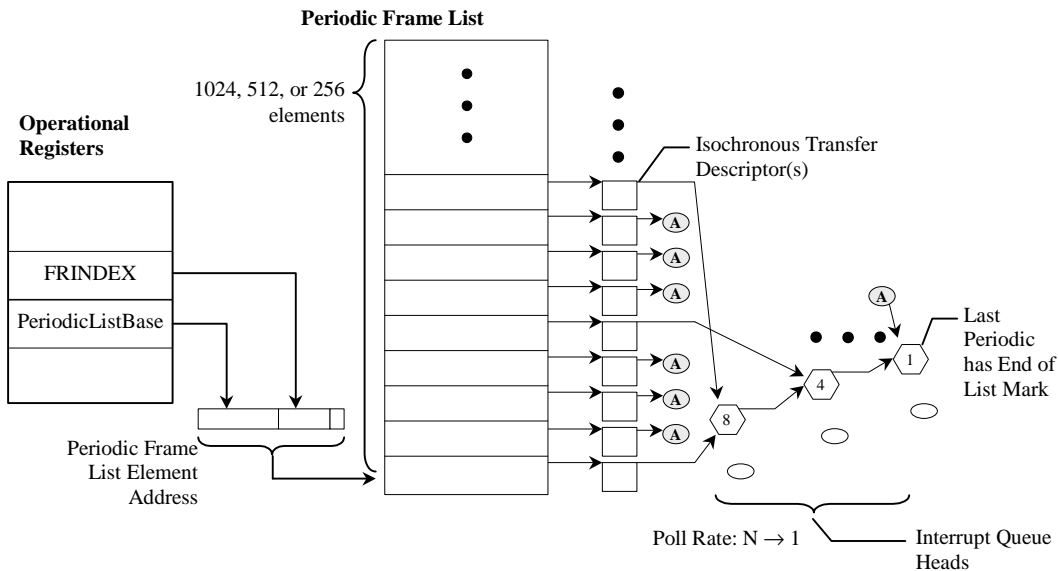 Periodic Frame List
1024, 512, or 256
elements
Operational
Registers
Isochronous Transfer
Descriptor(s)
A
A
FRINDEX
A
A
PeriodicListBase
Last
Periodic
has End of
List Mark
1
A
4
A
8
A
Periodic Frame
List Element
Address
Poll Rate: N → 1
Interrupt Queue
Heads